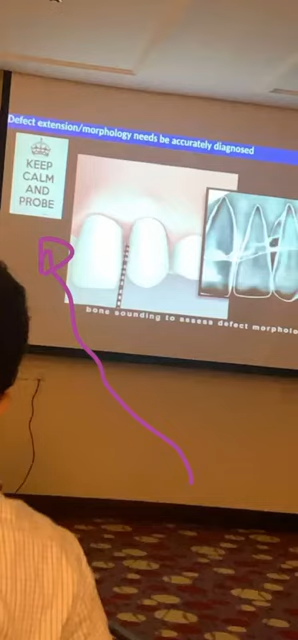 Defect extension/morphology needs be accurately diagnosed
KEEP
CALM
AND
PROBE
bone sounding to assess defect morpholo